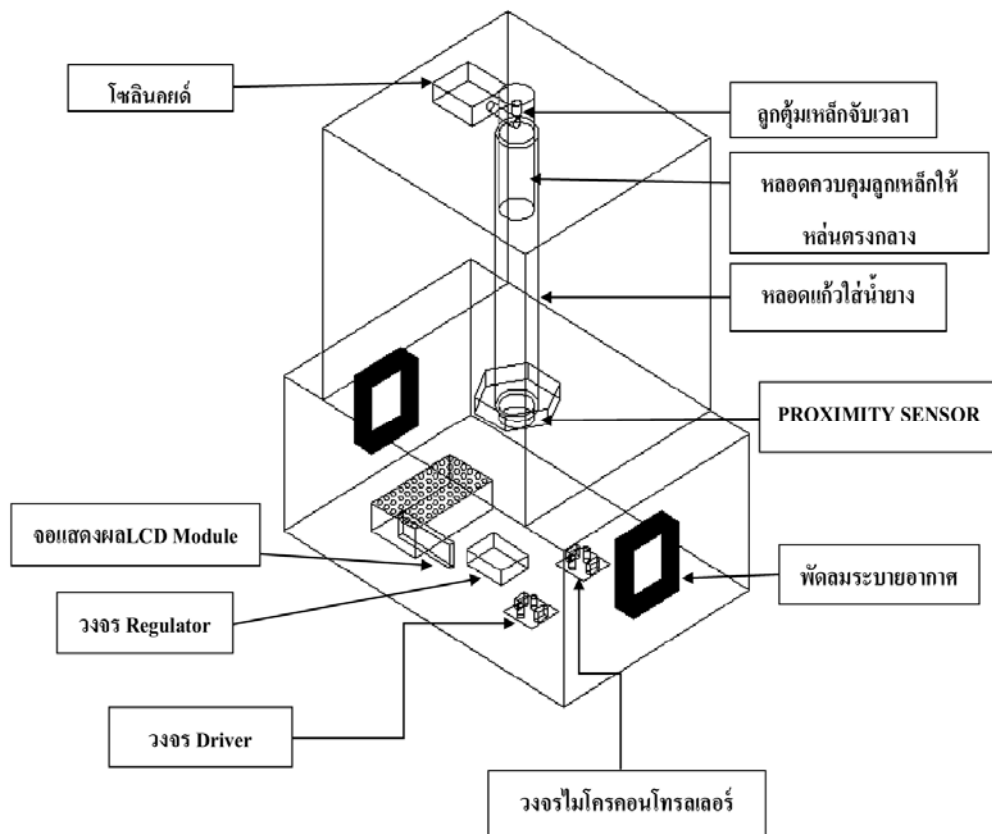 โซลินอยด์
ลูกตุ้มเหล็กจับเวลา
หลอดควบคุมลูกเหล็กให้
หล่นตรงกลาง
หลอดแก้วใส่น้ำยาง
PROXIMITY SENSOR
จอแสดงผลLCD Module
พัดลมระบายอากาศ
วงจร Regulator
วงจร Driver
วงจรไมโครคอนโทรลเลอร์